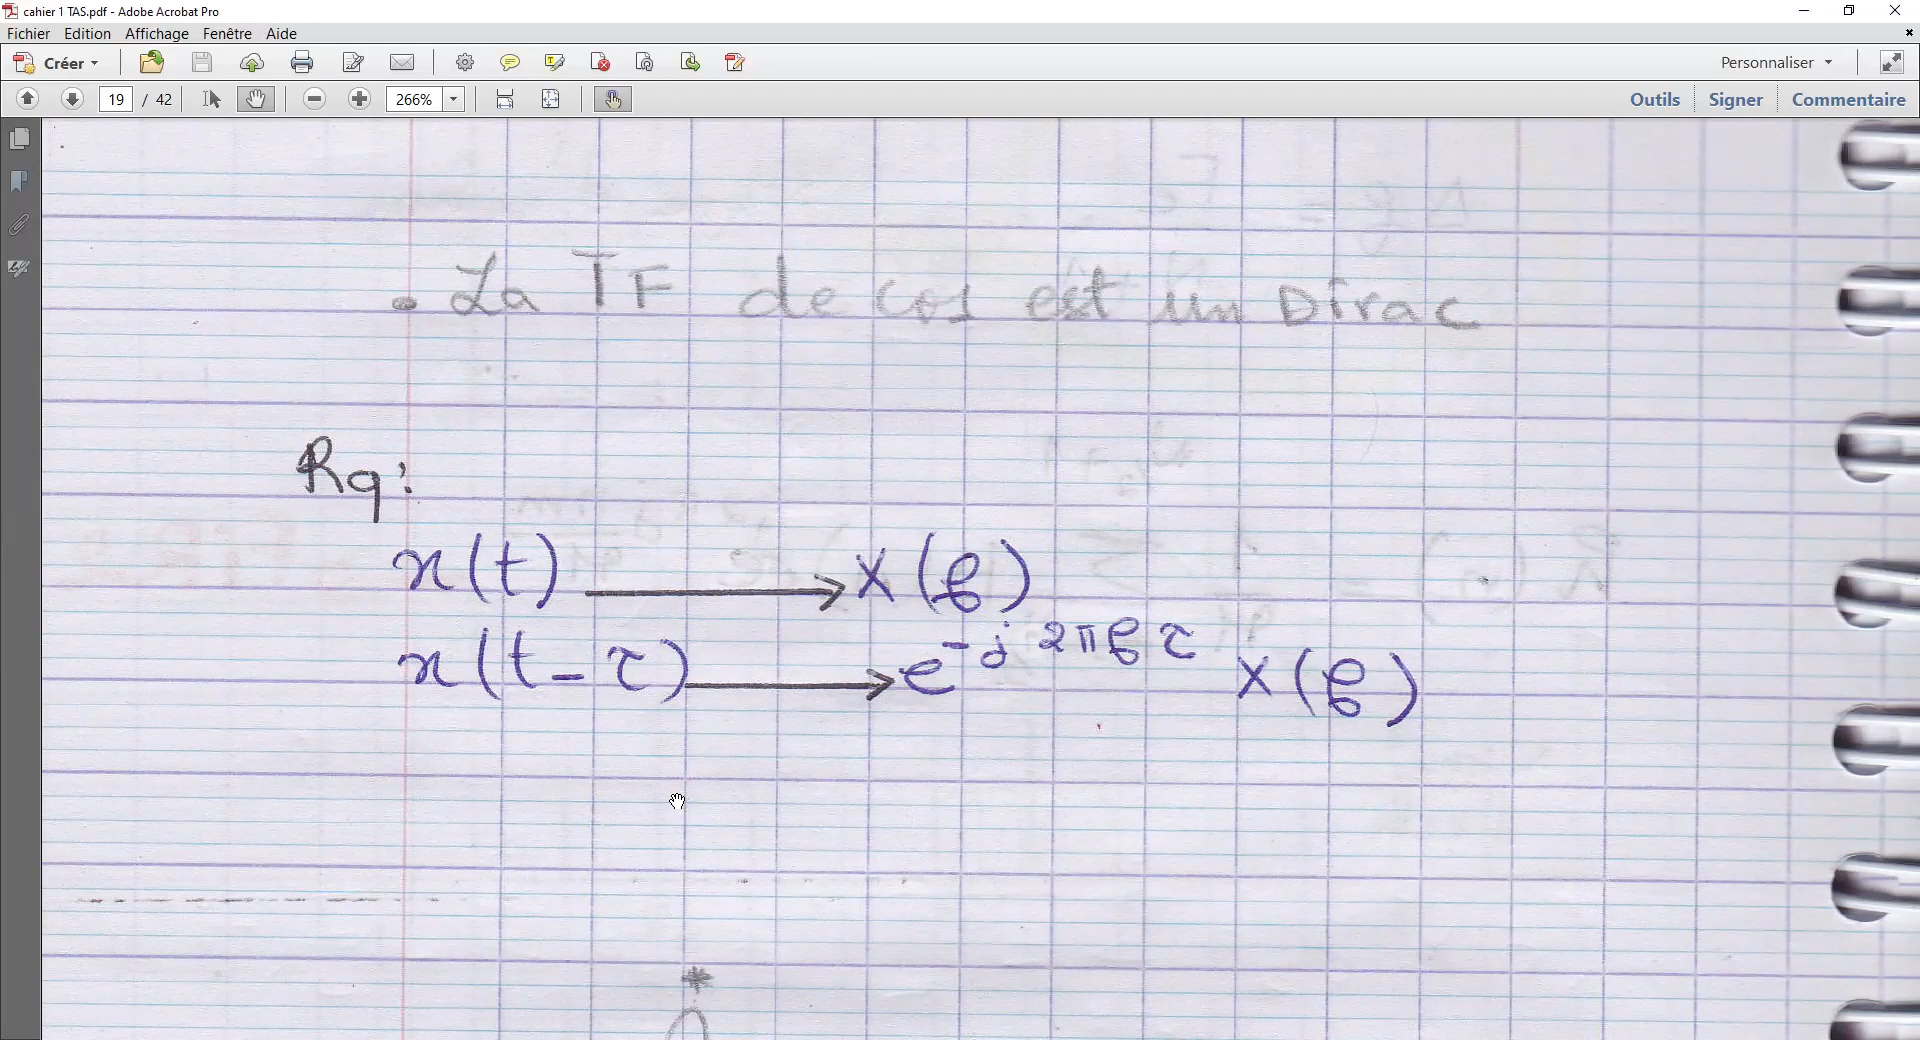 cahier 1 TAS.pdf - Adobe Acrobat Pro
Fichier Edition Affichage Fenêtre Aide
Créer Personnaliser
19 / 42 266% Outils Signer Commentaire
. La TF de cos est un Dirac
Rq:
x(t) → X(f)
x(t-τ) → e^-j2πfτ X(f)
*